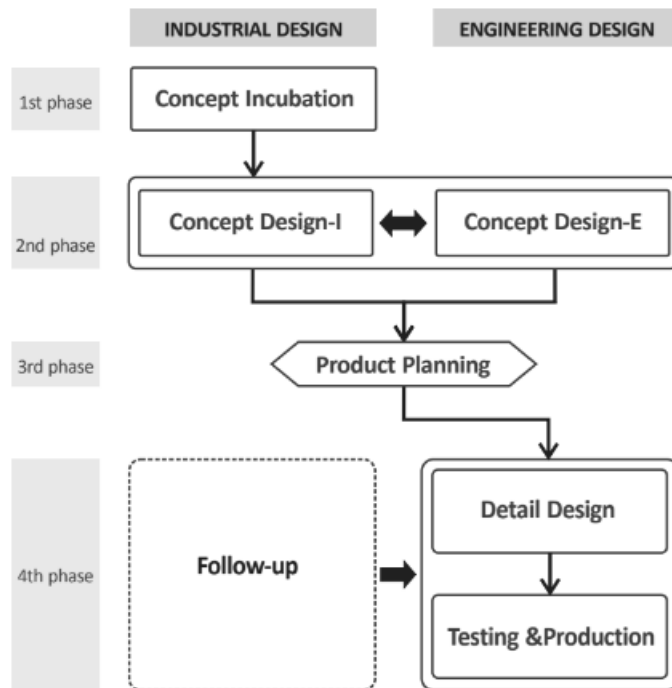 INDUSTRIAL DESIGN
ENGINEERING DESIGN
1st phase
Concept Incubation
2nd phase
Concept Design-I
Concept Design-E
3rd phase
Product Planning
4th phase
Follow-up
Detail Design
Testing &Production